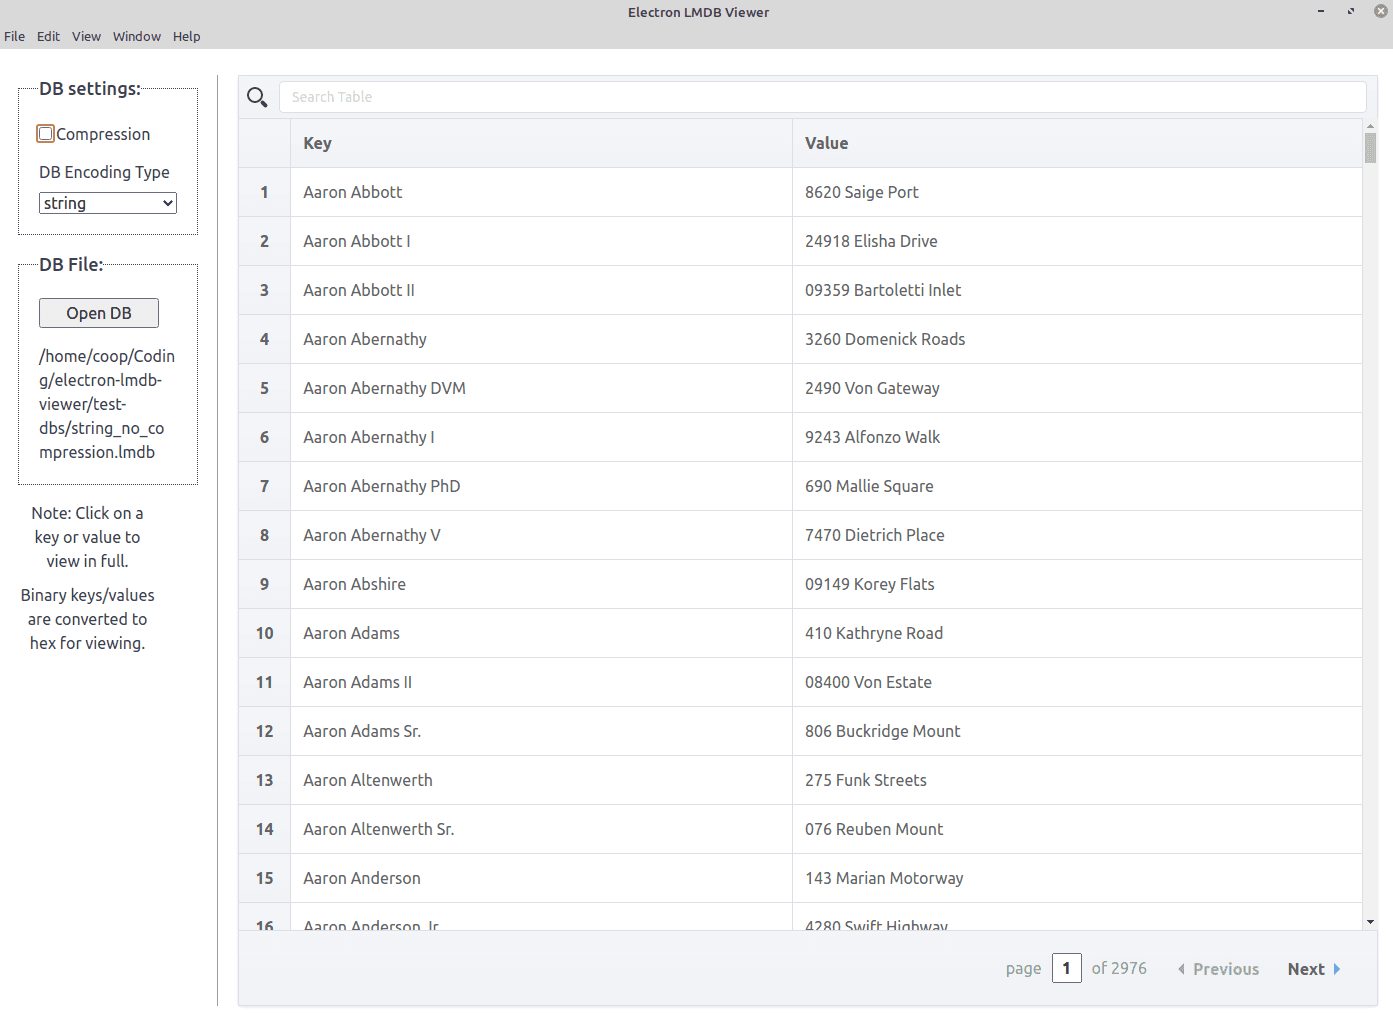 Electron LMDB Viewer
File Edit View Window Help
DB settings:
Compression
DB Encoding Type
string
DB File:
Open DB
/home/coop/Codin
g/electron-lmdb-
viewer/test-
dbs/string_no_co
mpression.lmdb
Note: Click on a
key or value to
view in full.
Binary keys/values
are converted to
hex for viewing.
Search Table
Key Value
1 Aaron Abbott 8620 Saige Port
2 Aaron Abbott I 24918 Elisha Drive
3 Aaron Abbott II 09359 Bartoletti Inlet
4 Aaron Abernathy 3260 Domenick Roads
5 Aaron Abernathy DVM 2490 Von Gateway
6 Aaron Abernathy I 9243 Alfonzo Walk
7 Aaron Abernathy PhD 690 Mallie Square
8 Aaron Abernathy V 7470 Dietrich Place
9 Aaron Abshire 09149 Korey Flats
10 Aaron Adams 410 Kathryne Road
11 Aaron Adams II 08400 Von Estate
12 Aaron Adams Sr. 806 Buckridge Mount
13 Aaron Altenwerth 275 Funk Streets
14 Aaron Altenwerth Sr. 076 Reuben Mount
15 Aaron Anderson 143 Marian Motorway
16 Aaron Anderson Jr. 4280 Swift Highway
page 1 of 2976 Previous Next